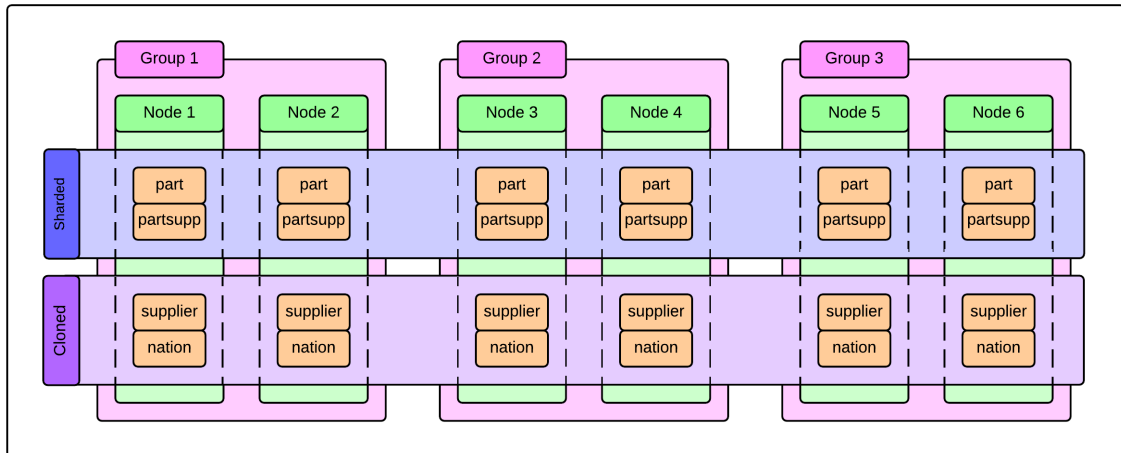 Group 1
Group 2
Group 3
Node 1
Node 2
Node 3
Node 4
Node 5
Node 6
Sharded
part
part
part
part
part
part
partsupp
partsupp
partsupp
partsupp
partsupp
partsupp
Cloned
supplier
supplier
supplier
supplier
supplier
supplier
nation
nation
nation
nation
nation
nation